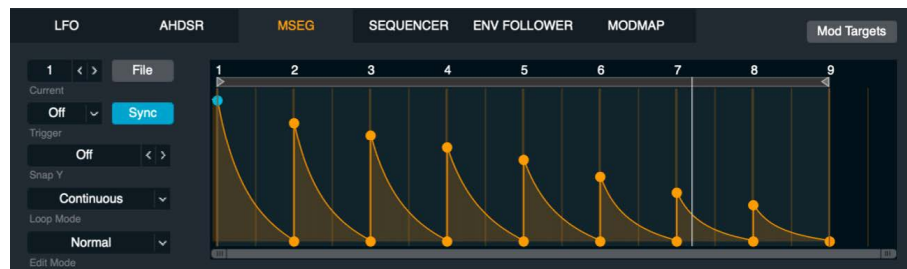 LFO AHDSR MSEG SEQUENCER ENV FOLLOWER MODMAP Mod Targets
1 < > File 1 2 3 4 5 6 7 8 9
Current
Off Sync
Trigger
Off < >
Snap Y
Continuous
Loop Mode
Normal
Edit Mode